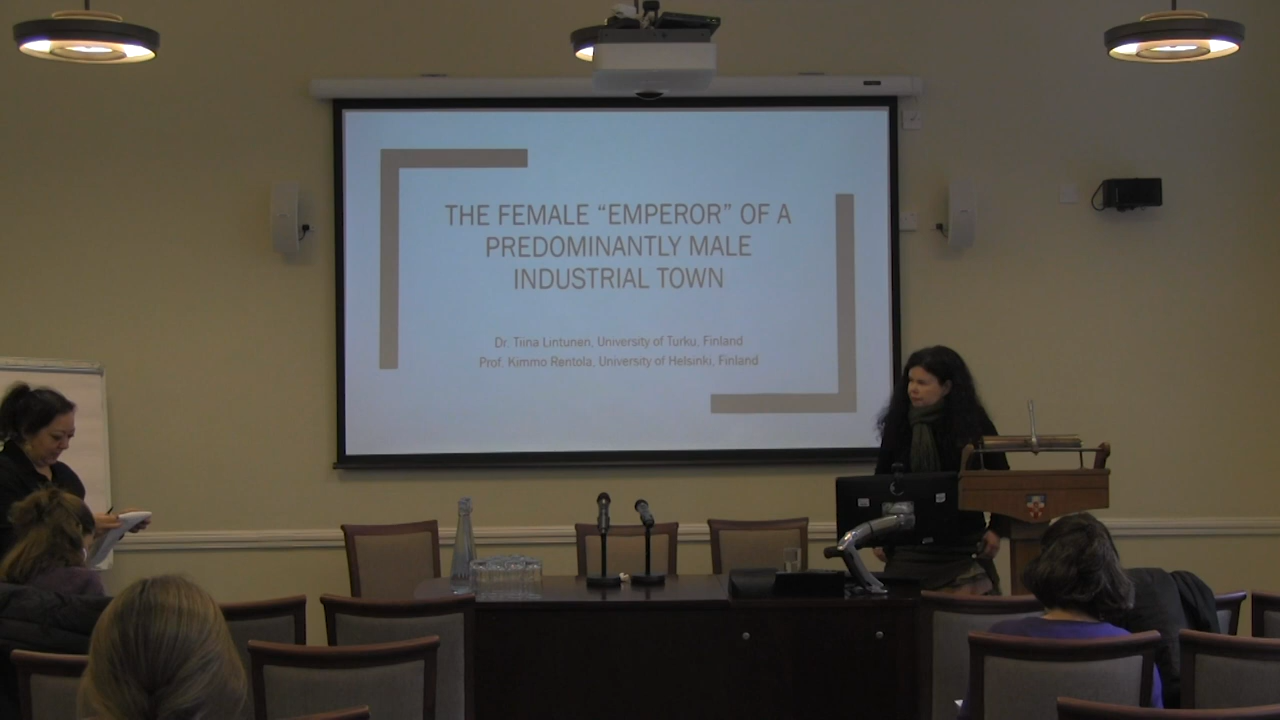 THE FEMALE “EMPEROR” OF A
PREDOMINANTLY MALE
INDUSTRIAL TOWN
Dr. Tiina Lintunen, University of Turku, Finland
Prof. Kimmo Rentola, University of Helsinki, Finland